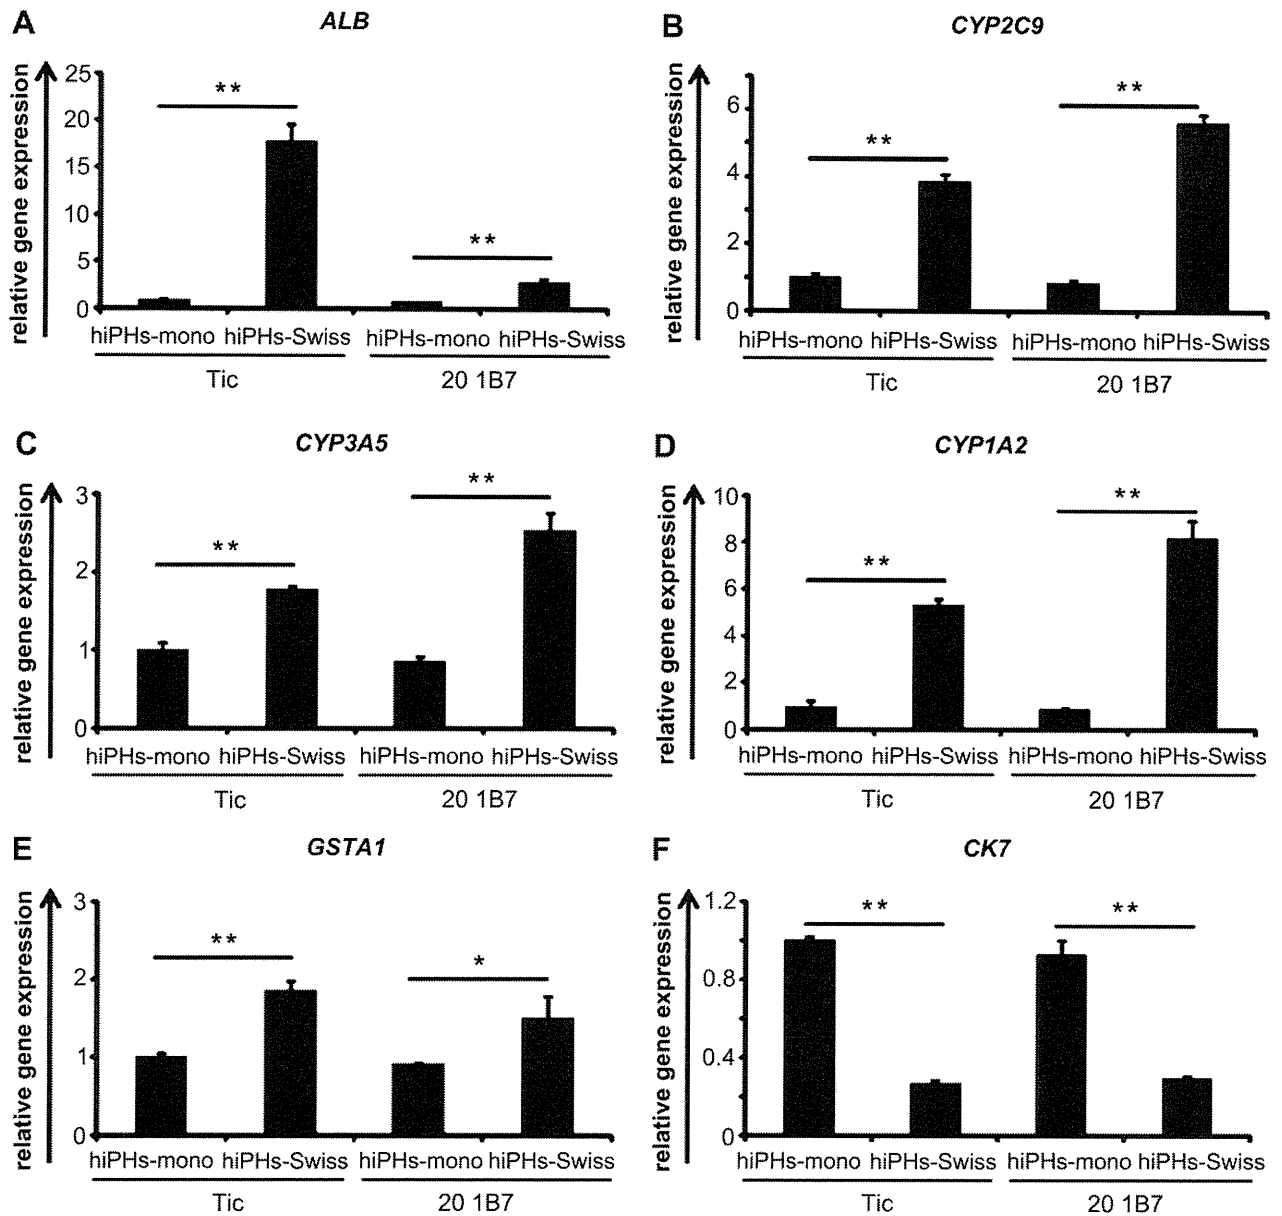 A
ALB
relative gene expression
25
20
15
10
5
0
**
**
hiPHs-mono hiPHs-Swiss hiPHs-mono hiPHs-Swiss
Tic 20 1B7
B
CYP2C9
relative gene expression
6
4
2
0
**
**
hiPHs-mono hiPHs-Swiss hiPHs-mono hiPHs-Swiss
Tic 20 1B7
C
CYP3A5
relative gene expression
3
2
1
0
**
**
hiPHs-mono hiPHs-Swiss hiPHs-mono hiPHs-Swiss
Tic 20 1B7
D
CYP1A2
relative gene expression
10
8
6
4
2
0
**
**
hiPHs-mono hiPHs-Swiss hiPHs-mono hiPHs-Swiss
Tic 20 1B7
E
GSTA1
relative gene expression
3
2
1
0
**
*
hiPHs-mono hiPHs-Swiss hiPHs-mono hiPHs-Swiss
Tic 20 1B7
F
CK7
relative gene expression
1.2
0.8
0.4
0
**
**
hiPHs-mono hiPHs-Swiss hiPHs-mono hiPHs-Swiss
Tic 20 1B7